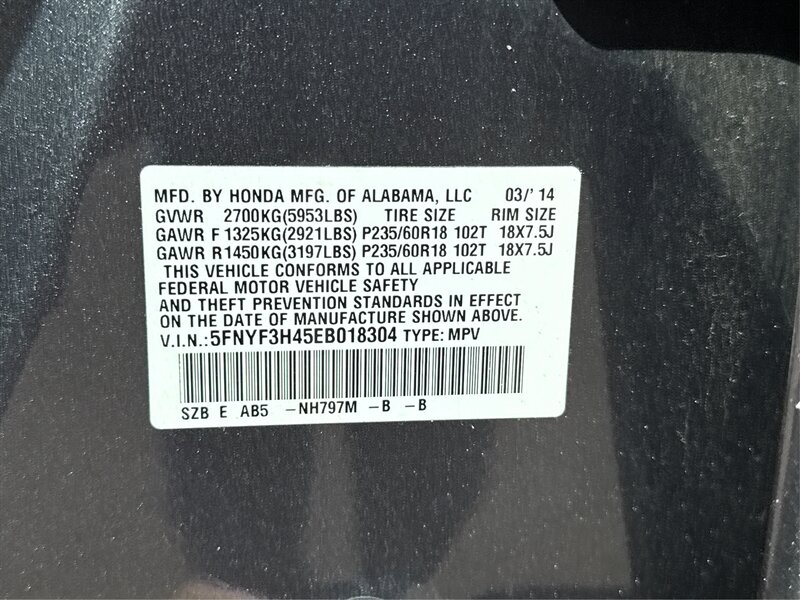 MFD. BY HONDA MFG. OF ALABAMA, LLC 03/'14
GVWR 2700KG(5953LBS) TIRE SIZE RIM SIZE
GAWR F 1325KG(2921LBS) P235/60R18 102T 18X7.5J
GAWR R 1450KG(3197LBS) P235/60R18 102T 18X7.5J
THIS VEHICLE CONFORMS TO ALL APPLICABLE
FEDERAL MOTOR VEHICLE SAFETY
AND THEFT PREVENTION STANDARDS IN EFFECT
ON THE DATE OF MANUFACTURE SHOWN ABOVE.
V.I.N.:5FNYF3H45EB018304 TYPE: MPV
SZB E AB5 -NH797M -B -B